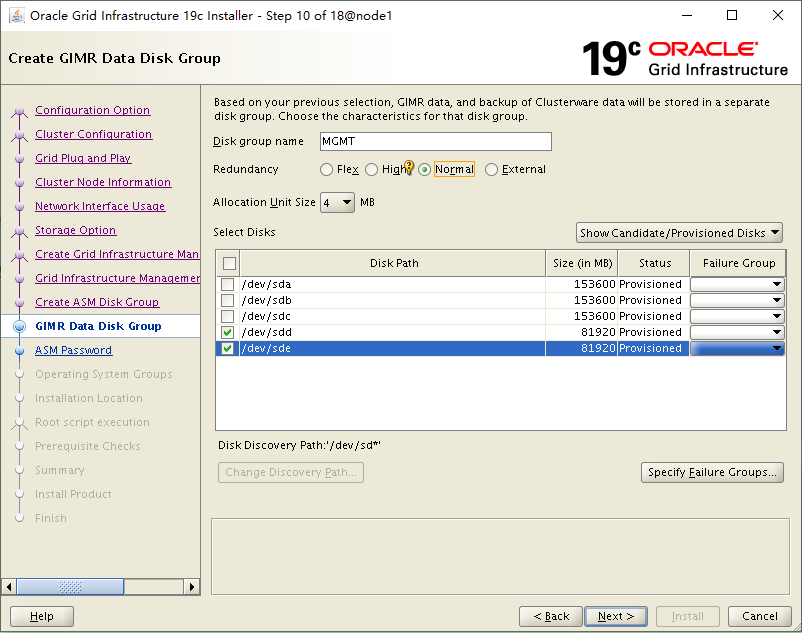 Oracle Grid Infrastructure 19c Installer - Step 10 of 18@node1
Create GIMR Data Disk Group
19c ORACLE
Grid Infrastructure
Configuration Option
Cluster Configuration
Grid Plug and Play
Cluster Node Information
Network Interface Usage
Storage Option
Create Grid Infrastructure Man
Grid Infrastructure Managemer
Create ASM Disk Group
GIMR Data Disk Group
ASM Password
Operating System Groups
Installation Location
Root script execution
Prerequisite Checks
Summary
Install Product
Finish
Based on your previous selection, GIMR data, and backup of Clusterware data will be stored in a separate
disk group. Choose the characteristics for that disk group.
Disk group name MGMT
Redundancy Flex High Normal External
Allocation Unit Size 4 MB
Select Disks Show Candidate/Provisioned Disks
Disk Path Size (in MB) Status Failure Group
/dev/sda 153600 Provisioned
/dev/sdb 153600 Provisioned
/dev/sdc 153600 Provisioned
/dev/sdd 81920 Provisioned
/dev/sde 81920 Provisioned
Disk Discovery Path:'/dev/sd*'
Change Discovery Path... Specify Failure Groups...
Help < Back Next > Install Cancel